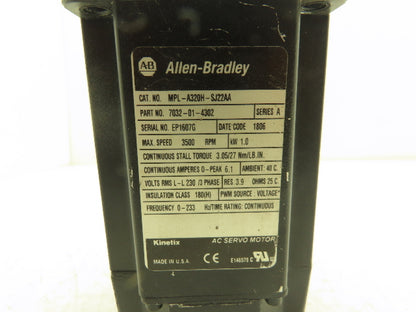 AB Allen-Bradley
CAT. NO. MPL-A320H-SJ22AA
PART NO. 7032-01-4302 SERIES A
SERIAL NO. EP1607G DATE CODE 1806
MAX. SPEED 3500 RPM kW 1.0
CONTINUOUS STALL TORQUE 3.05/27 Nm/LB.IN.
CONTINUOUS AMPERES 0-PEAK 6.1 AMBIENT 40 C
VOLTS RMS L-L 230 /3 PHASE RES 3.9 OHMS 25 C
INSULATION CLASS 180(H) PWM SOURCE: VOLTAGE
FREQUENCY 0-233 Hz TIME RATING: CONTINUOUS
Kinetix AC SERVO MOTOR
MADE IN U.S.A. CE